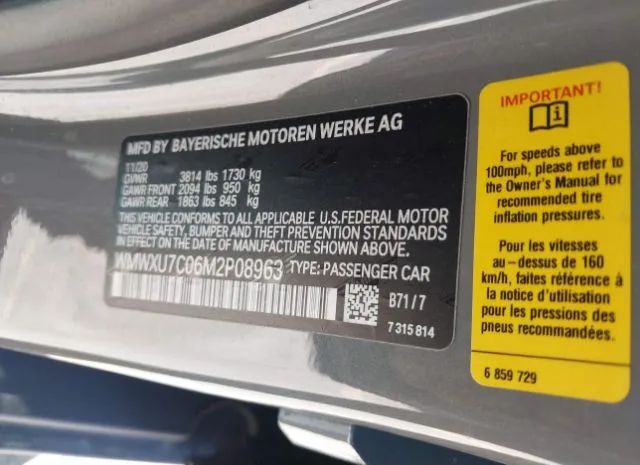 MFD BY BAYERISCHE MOTOREN WERKE AG
11/20
GVWR 3814 lbs 1730 kg
GAWR FRONT 2094 lbs 950 kg
GAWR REAR 1863 lbs 845 kg
THIS VEHICLE CONFORMS TO ALL APPLICABLE U.S.FEDERAL MOTOR
VEHICLE SAFETY, BUMPER, AND THEFT PREVENTION STANDARDS
IN EFFECT ON THE DATE OF MANUFACTURE SHOWN ABOVE.
WMWXU7C06M2P08963 TYPE: PASSENGER CAR
B71/7
7 315 814
IMPORTANT!
For speeds above
100mph, please refer to
the Owner's Manual for
recommended tire
inflation pressures.
Pour les vitesses
au-dessus de 160
km/h, faites référence à
la notice d'utilisation
pour les pressions des
pneus recommandées.
6 859 729